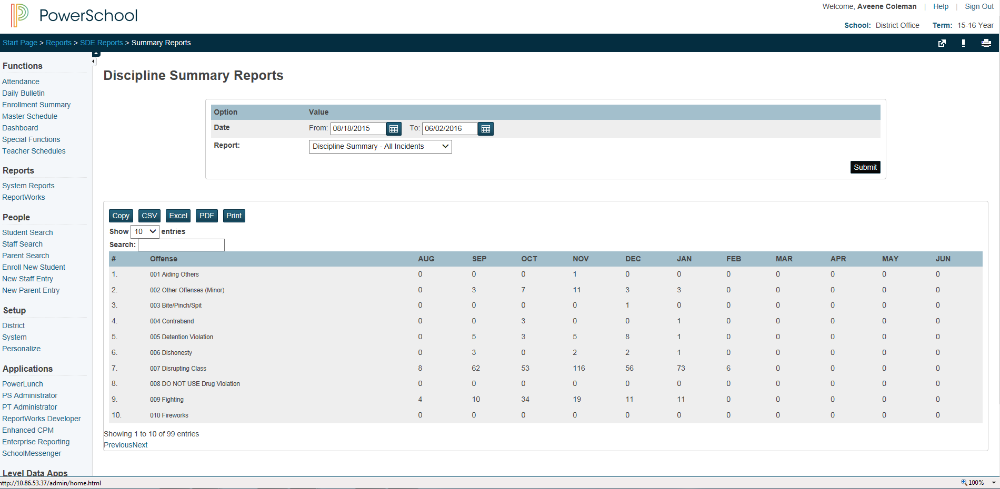 PowerSchool
Welcome, Aveene Coleman | Help | Sign Out
School: District Office Term: 15-16 Year
Start Page > Reports > SDE Reports > Summary Reports
Functions
Attendance
Daily Bulletin
Enrollment Summary
Master Schedule
Dashboard
Special Functions
Teacher Schedules
Reports
System Reports
ReportWorks
People
Student Search
Staff Search
Parent Search
Enroll New Student
New Staff Entry
New Parent Entry
Setup
District
System
Personalize
Applications
PowerLunch
PS Administrator
PT Administrator
ReportWorks Developer
Enhanced CPM
Enterprise Reporting
SchoolMessenger
Level Data Apps
Discipline Summary Reports
Option Value
Date From: 08/18/2015 To: 06/02/2016
Report: Discipline Summary - All Incidents
Submit
Copy CSV Excel PDF Print
Show 10 entries
Search:
# Offense AUG SEP OCT NOV DEC JAN FEB MAR APR MAY JUN
1. 001 Aiding Others 0 0 0 1 0 0 0 0 0 0 0
2. 002 Other Offenses (Minor) 0 3 7 11 3 3 0 0 0 0 0
3. 003 Bite/Pinch/Spit 0 0 0 0 1 0 0 0 0 0 0
4. 004 Contraband 0 0 3 0 0 1 0 0 0 0 0
5. 005 Detention Violation 0 5 3 5 8 1 0 0 0 0 0
6. 006 Dishonesty 0 3 0 2 2 1 0 0 0 0 0
7. 007 Disrupting Class 8 62 53 116 56 73 6 0 0 0 0
8. 008 DO NOT USE Drug Violation 0 0 0 0 0 0 0 0 0 0 0
9. 009 Fighting 4 10 34 19 11 11 0 0 0 0 0
10. 010 Fireworks 0 0 0 0 0 0 0 0 0 0 0
Showing 1 to 10 of 99 entries
PreviousNext
http://10.86.53.37/admin/home.html
100%